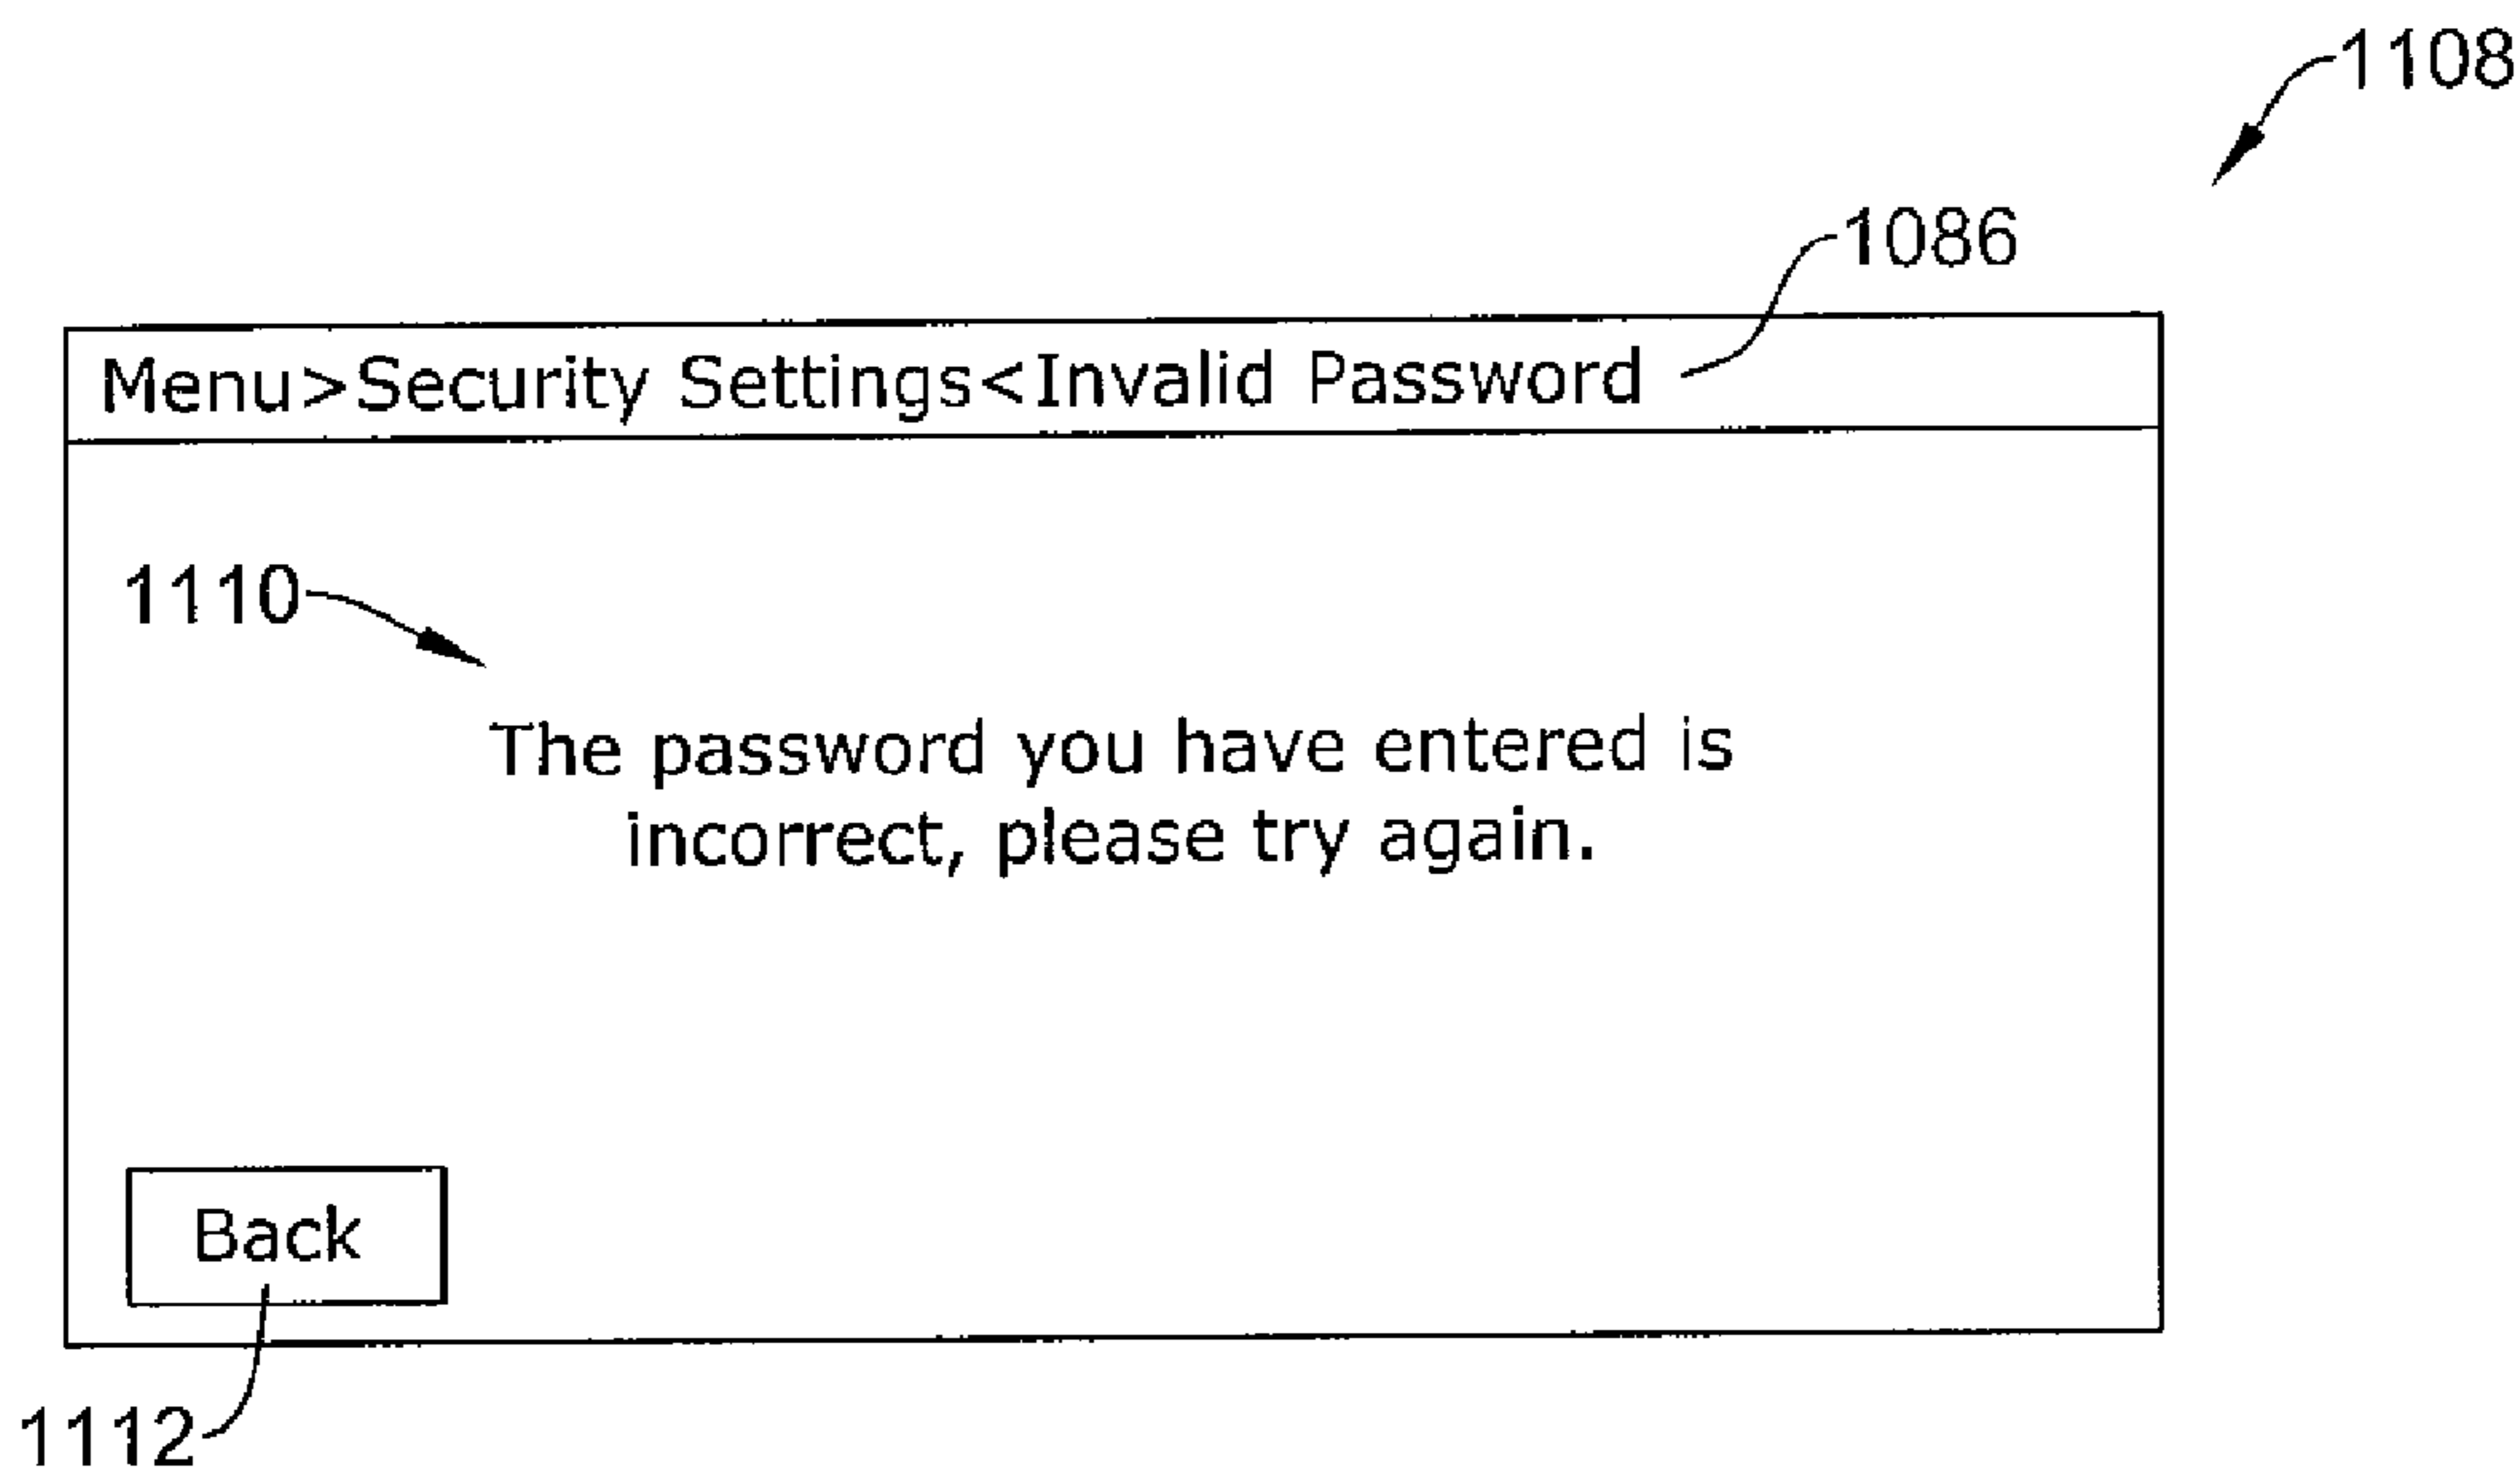 1108
1086
Menu>Security Settings<Invalid Password
1110
The password you have entered is
incorrect, please try again.
Back
1112